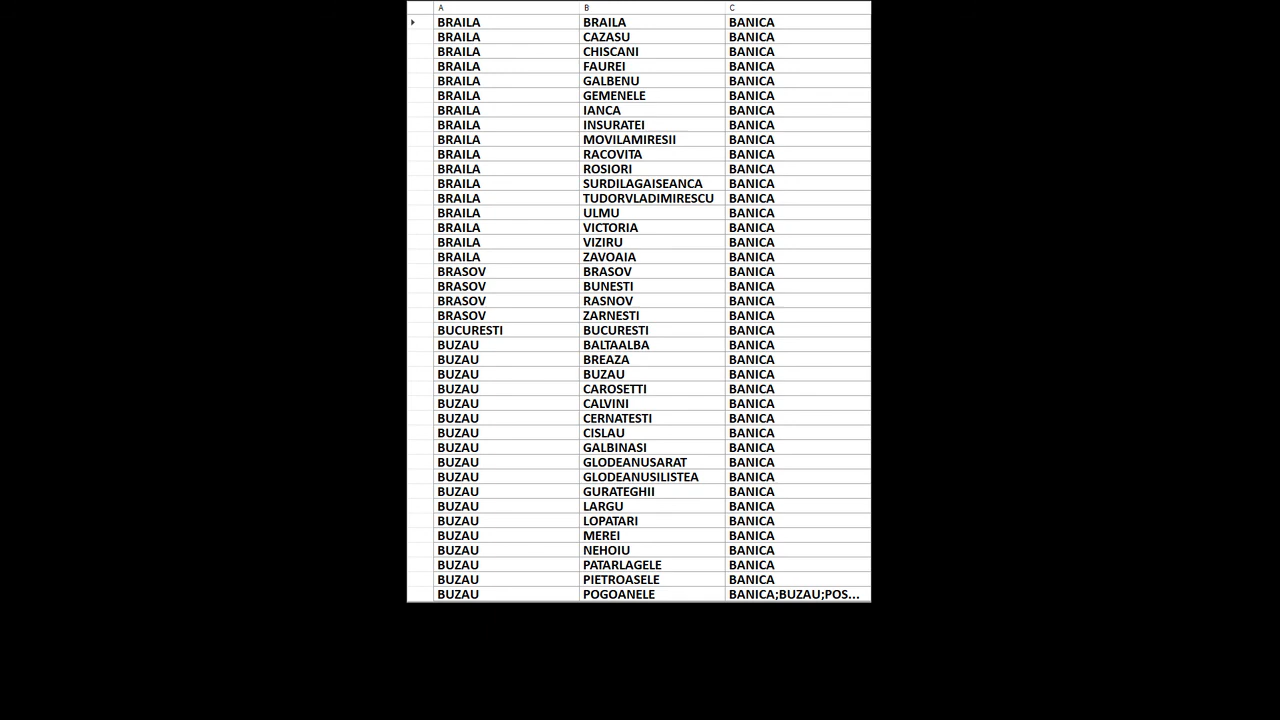 A B C
BRAILA BRAILA BANICA
BRAILA CAZASU BANICA
BRAILA CHISCANI BANICA
BRAILA FAUREI BANICA
BRAILA GALBENU BANICA
BRAILA GEMENELE BANICA
BRAILA IANCA BANICA
BRAILA INSURATEI BANICA
BRAILA MOVILAMIRESII BANICA
BRAILA RACOVITA BANICA
BRAILA ROSIORI BANICA
BRAILA SURDILAGAISEANCA BANICA
BRAILA TUDORVLADIMIRESCU BANICA
BRAILA ULMU BANICA
BRAILA VICTORIA BANICA
BRAILA VIZIRU BANICA
BRAILA ZAVOAIA BANICA
BRASOV BRASOV BANICA
BRASOV BUNESTI BANICA
BRASOV RASNOV BANICA
BRASOV ZARNESTI BANICA
BUCURESTI BUCURESTI BANICA
BUZAU BALTAALBA BANICA
BUZAU BREAZA BANICA
BUZAU BUZAU BANICA
BUZAU CAROSETTI BANICA
BUZAU CALVINI BANICA
BUZAU CERNATESTI BANICA
BUZAU CISLAU BANICA
BUZAU GALBINASI BANICA
BUZAU GLODEANUSARAT BANICA
BUZAU GLODEANUSILISTEA BANICA
BUZAU GURATEGHII BANICA
BUZAU LARGU BANICA
BUZAU LOPATARI BANICA
BUZAU MEREI BANICA
BUZAU NEHOIU BANICA
BUZAU PATARLAGELE BANICA
BUZAU PIETROASELE BANICA
BUZAU POGOANELE BANICA;BUZAU;POS...